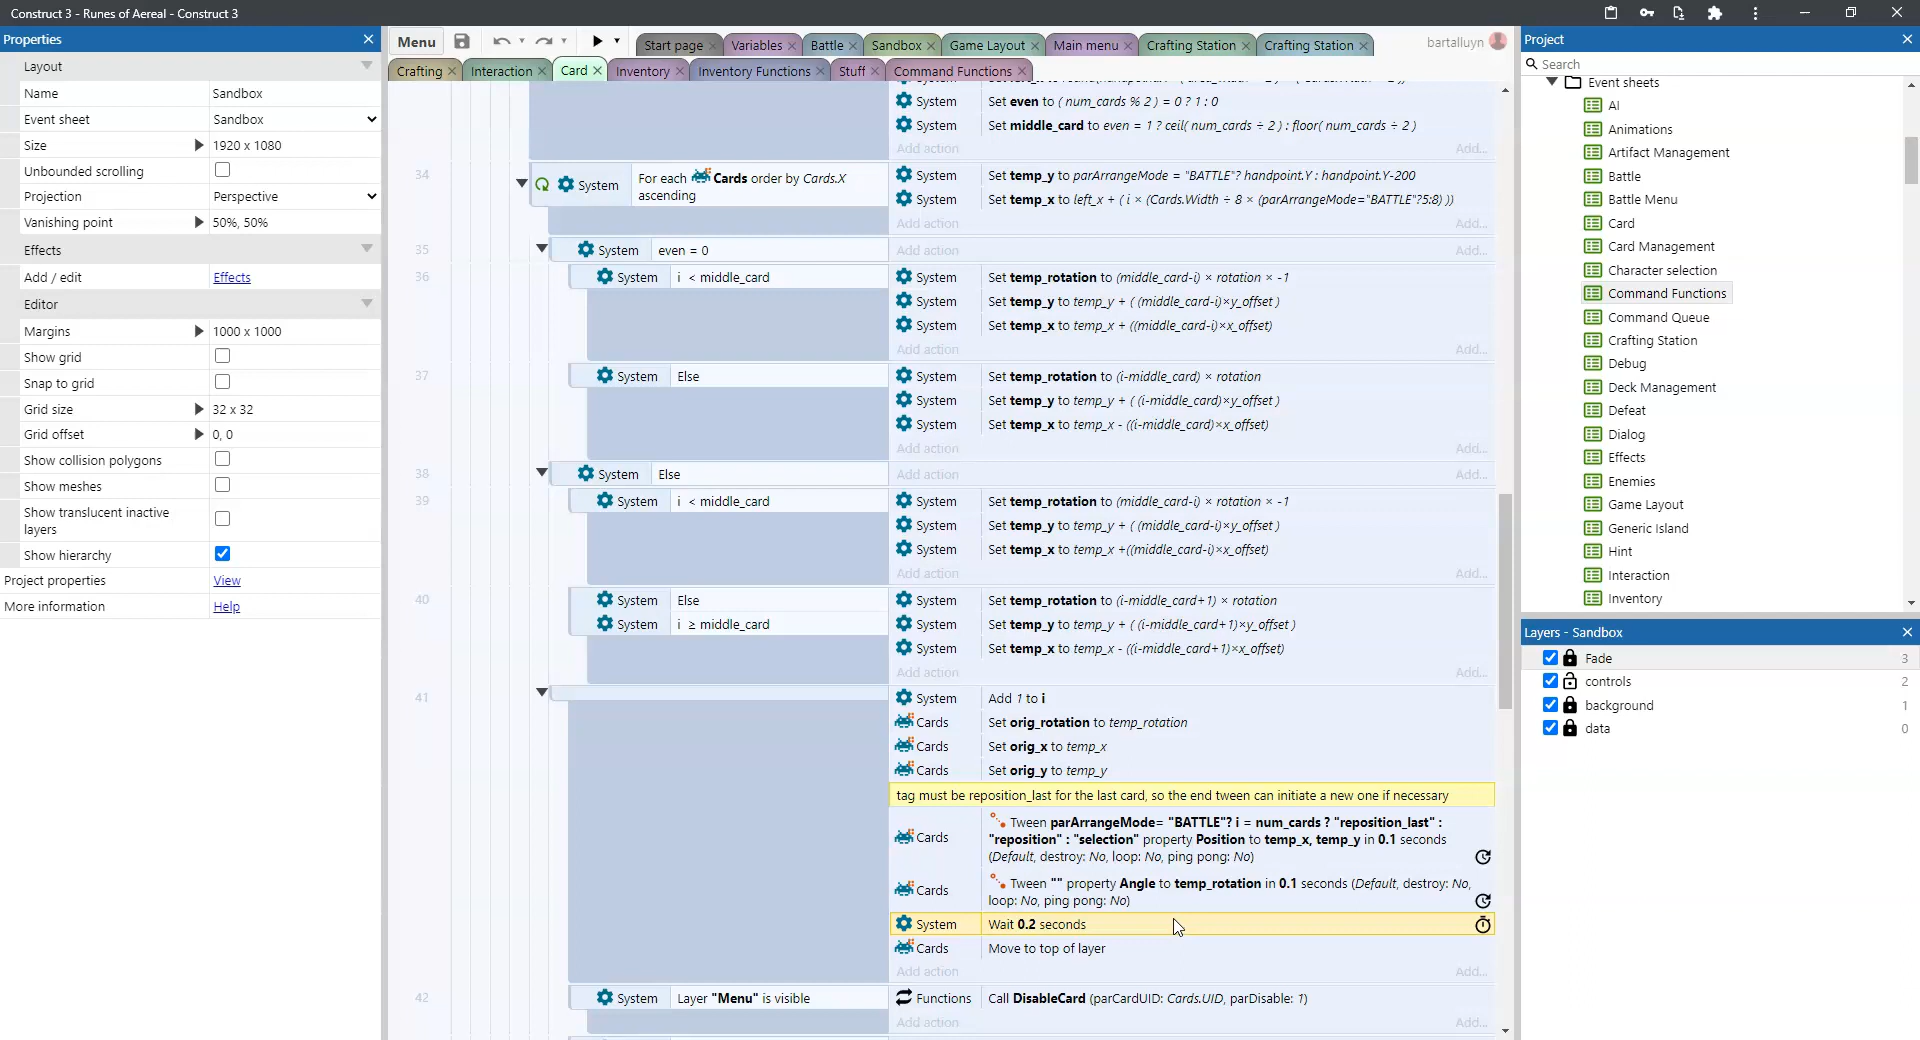 Construct 3 - Runes of Aereal - Construct 3
Properties
Layout
Name Sandbox
Event sheet Sandbox
Size 1920 x 1080
Unbounded scrolling
Projection Perspective
Vanishing point 50%, 50%
Effects
Add / edit Effects
Editor
Margins 1000 x 1000
Show grid
Snap to grid
Grid size 32 x 32
Grid offset 0, 0
Show collision polygons
Show meshes
Show translucent inactive
layers
Show hierarchy
Project properties View
More information Help
Menu
Start page Variables Battle Sandbox Game Layout Main menu Crafting Station Crafting Station
bartalluyn
Crafting Interaction Card Inventory Inventory Functions Stuff Command Functions
System Set even to ( num_cards % 2 ) = 0 ? 1 : 0
System Set middle_card to even = 1 ? ceil( num_cards ÷ 2 ) : floor( num_cards ÷ 2 )
Add action Add...
34 System For each Cards order by Cards.X
ascending
System Set temp_y to parArrangeMode = "BATTLE"? handpoint.Y : handpoint.Y-200
System Set temp_x to left_x + ( i × (Cards.Width ÷ 8 × (parArrangeMode="BATTLE"?5:8) ))
Add action Add...
35 System even = 0 Add action Add...
36 System i < middle_card System Set temp_rotation to (middle_card-i) × rotation × -1
System Set temp_y to temp_y + ( (middle_card-i)×y_offset )
System Set temp_x to temp_x + ((middle_card-i)×x_offset)
Add action Add...
37 System Else System Set temp_rotation to (i-middle_card) × rotation
System Set temp_y to temp_y + ( (i-middle_card)×y_offset )
System Set temp_x to temp_x - ((i-middle_card)×x_offset)
Add action Add...
38 System Else Add action Add...
39 System i < middle_card System Set temp_rotation to (middle_card-i) × rotation × -1
System Set temp_y to temp_y + ( (middle_card-i)×y_offset )
System Set temp_x to temp_x +((middle_card-i)×x_offset)
Add action Add...
40 System Else System Set temp_rotation to (i-middle_card+1) × rotation
System i ≥ middle_card System Set temp_y to temp_y + ( (i-middle_card+1)×y_offset )
System Set temp_x to temp_x - ((i-middle_card+1)×x_offset)
Add action Add...
41 System Add 1 to i
Cards Set orig_rotation to temp_rotation
Cards Set orig_x to temp_x
Cards Set orig_y to temp_y
tag must be reposition_last for the last card, so the end tween can initiate a new one if necessary
Cards Tween parArrangeMode= "BATTLE"? i = num_cards ? "reposition_last" :
"reposition" : "selection" property Position to temp_x, temp_y in 0.1 seconds
(Default, destroy: No, loop: No, ping pong: No)
Cards Tween "" property Angle to temp_rotation in 0.1 seconds (Default, destroy: No,
loop: No, ping pong: No)
System Wait 0.2 seconds
Cards Move to top of layer
Add action Add...
42 System Layer "Menu" is visible Functions Call DisableCard (parCardUID: Cards.UID, parDisable: 1)
Add action Add...
Project
Search
Event sheets
AI
Animations
Artifact Management
Battle
Battle Menu
Card
Card Management
Character selection
Command Functions
Command Queue
Crafting Station
Debug
Deck Management
Defeat
Dialog
Effects
Enemies
Game Layout
Generic Island
Hint
Interaction
Inventory
Layers - Sandbox
Fade 3
controls 2
background 1
data 0